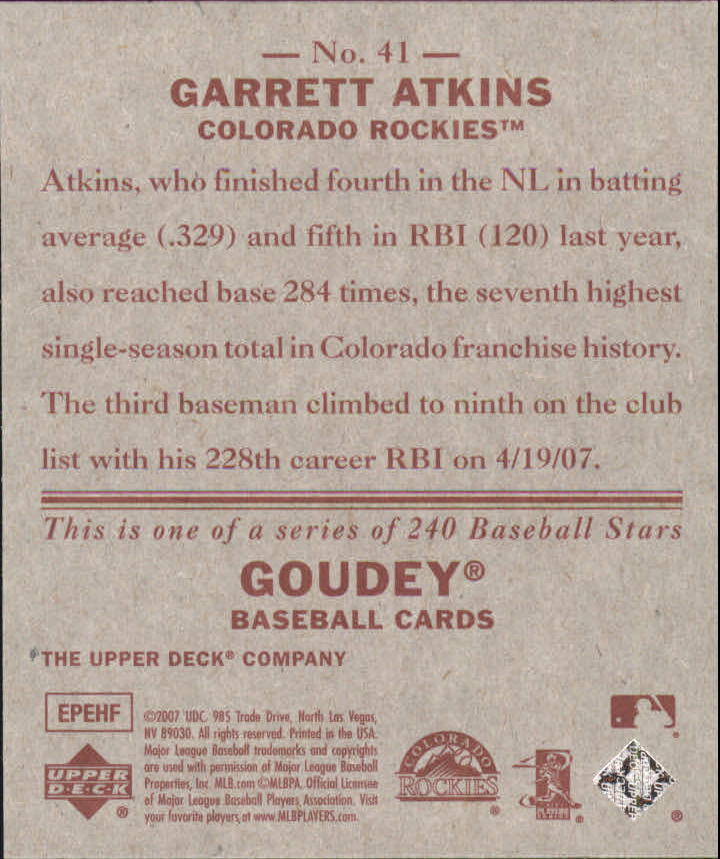 — No. 41 —
GARRETT ATKINS
COLORADO ROCKIES™
Atkins, who finished fourth in the NL in batting
average (.329) and fifth in RBI (120) last year,
also reached base 284 times, the seventh highest
single-season total in Colorado franchise history.
The third baseman climbed to ninth on the club
list with his 228th career RBI on 4/19/07.
This is one of a series of 240 Baseball Stars
GOUDEY®
BASEBALL CARDS
THE UPPER DECK® COMPANY
EPEHF
©2007 UDC. 985 Trade Drive, North Las Vegas,
NV 89030. All rights reserved. Printed in the USA.
Major League Baseball trademarks and copyrights
are used with permission of Major League Baseball
Properties, Inc. MLB.com ©MLBPA. Official Licensee
of Major League Baseball Players Association. Visit
your favorite players at www.MLBPLAYERS.com.
UPPER
D·E·C·K
®
COLORADO
ROCKIES
®
®
®